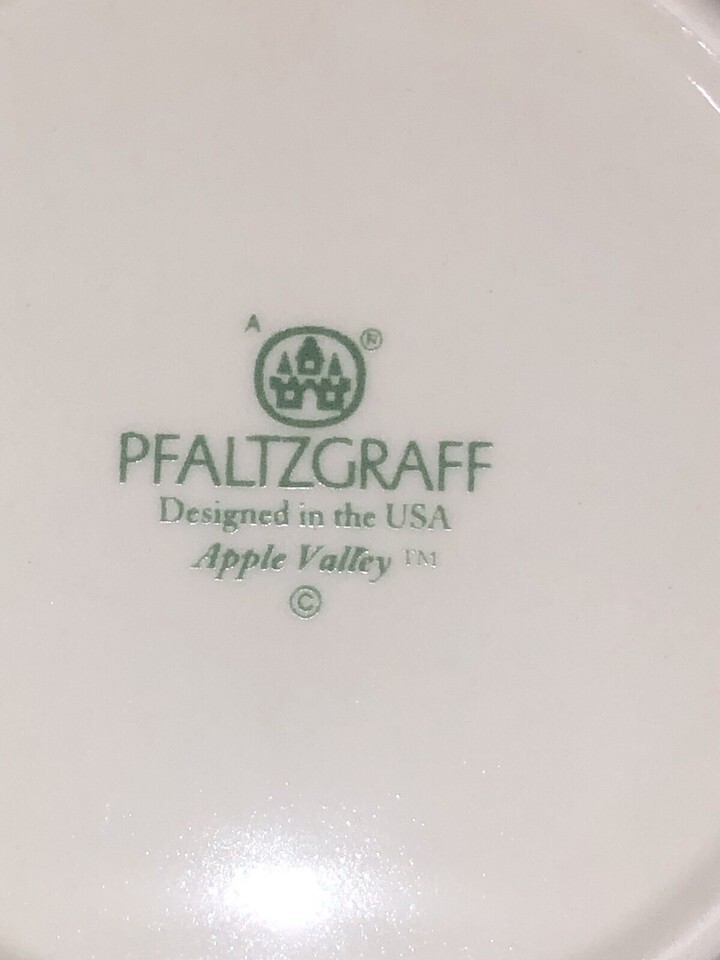 A ®
PFALTZGRAFF
Designed in the USA
Apple Valley ™
©